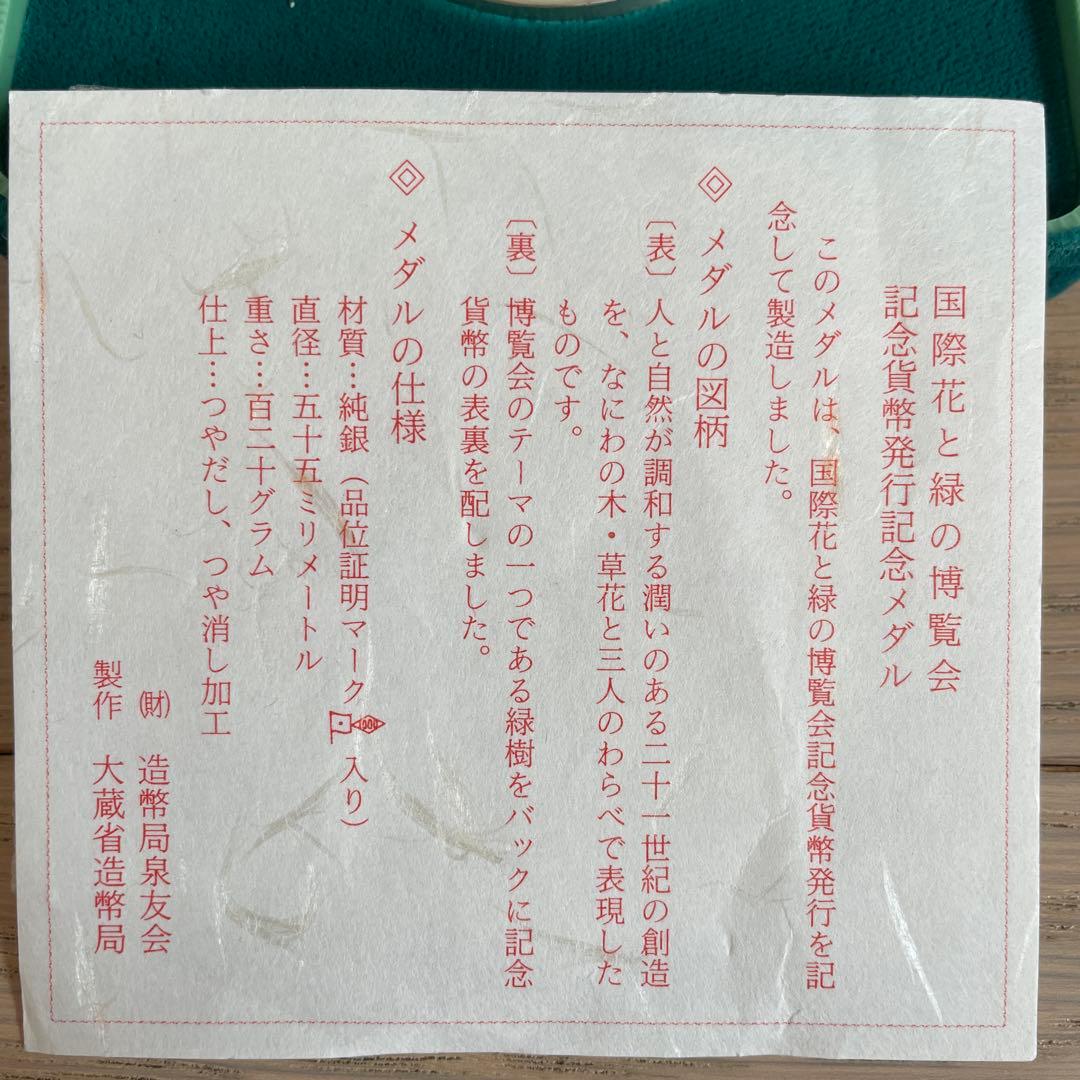 国際花と緑の博覧会
記念貨幣発行記念メダル
このメダルは、国際花と緑の博覧会記念貨幣発行を記
念して製造しました。
◈ メダルの図柄
〔表〕 人と自然が調和する潤いのある二十一世紀の創造
を、なにわの木・草花と三人のわらべで表現した
ものです。
〔裏〕 博覧会のテーマの一つである緑樹をバックに記念
貨幣の表裏を配しました。
◈ メダルの仕様
材質…純銀（品位証明マーク入り）
直径…五十五ミリメートル
重さ…百二十グラム
仕上…つやだし、つや消し加工
㈶ 造幣局泉友会
製作 大蔵省造幣局